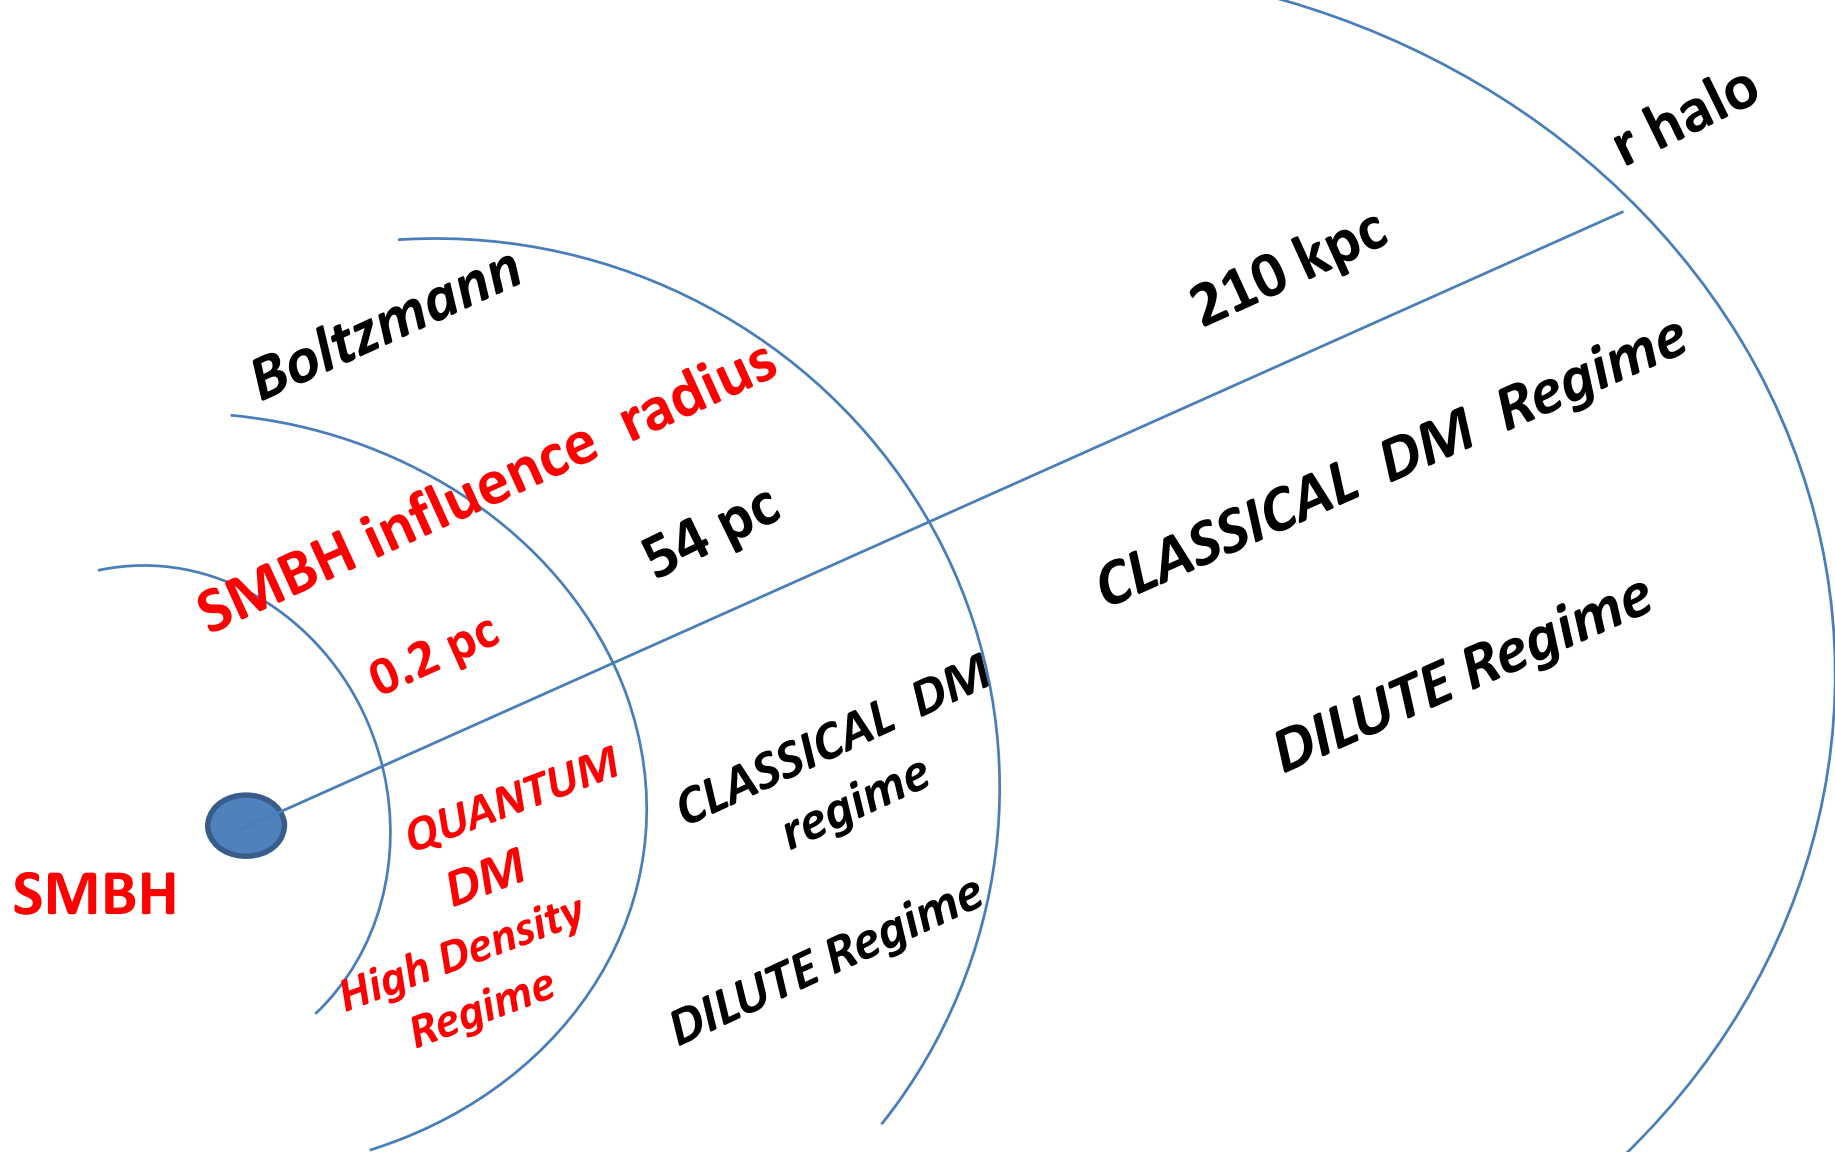 r halo
210 kpc
Boltzmann
SMBH influence radius
54 pc
0.2 pc
CLASSICAL DM Regime
DILUTE Regime
CLASSICAL DM
regime
DILUTE Regime
QUANTUM
DM
High Density
Regime
SMBH